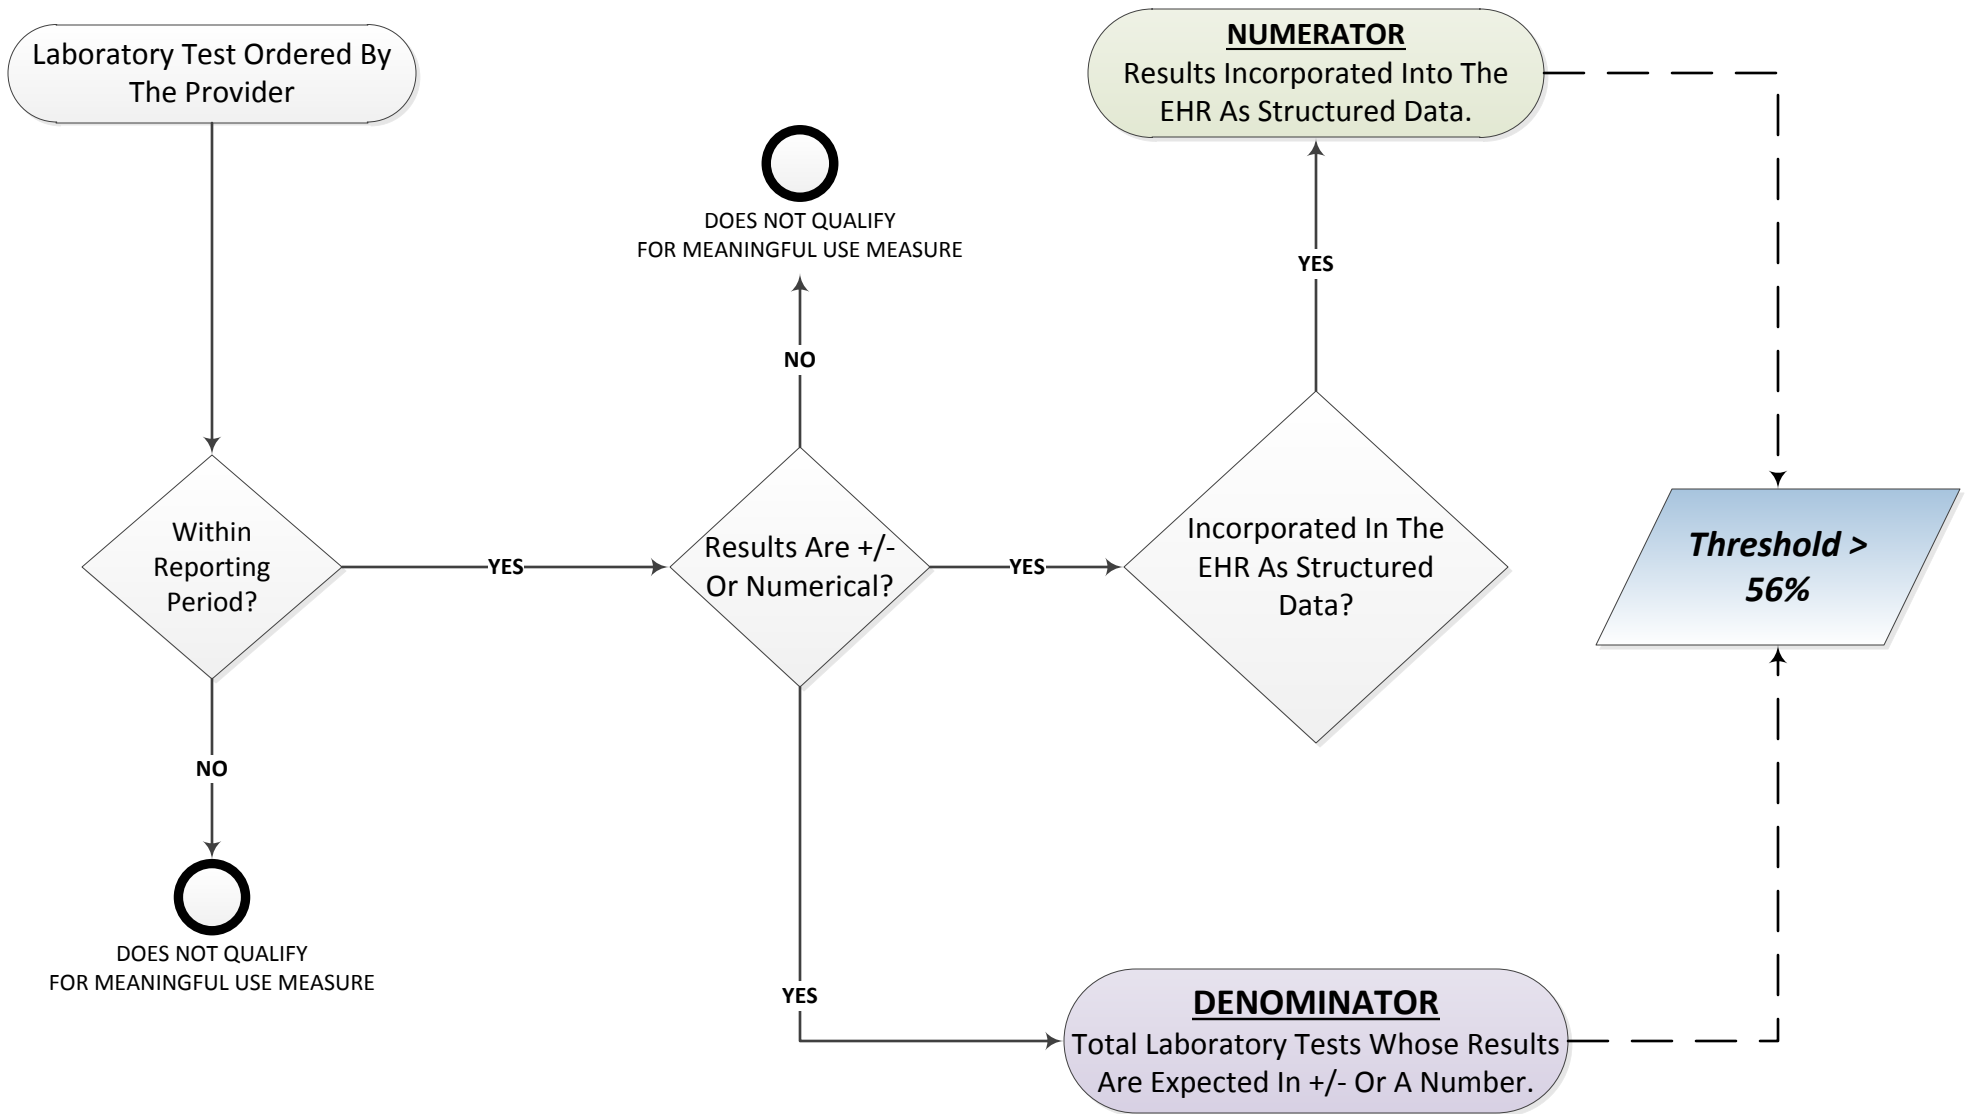 Laboratory Test Ordered By
The Provider
NUMERATOR
Results Incorporated Into The
EHR As Structured Data.
DOES NOT QUALIFY
FOR MEANINGFUL USE MEASURE
YES
NO
Within
Reporting
Period?
YES
Results Are +/-
Or Numerical?
YES
Incorporated In The
EHR As Structured
Data?
Threshold >
56%
NO
DOES NOT QUALIFY
FOR MEANINGFUL USE MEASURE
YES
DENOMINATOR
Total Laboratory Tests Whose Results
Are Expected In +/- Or A Number.